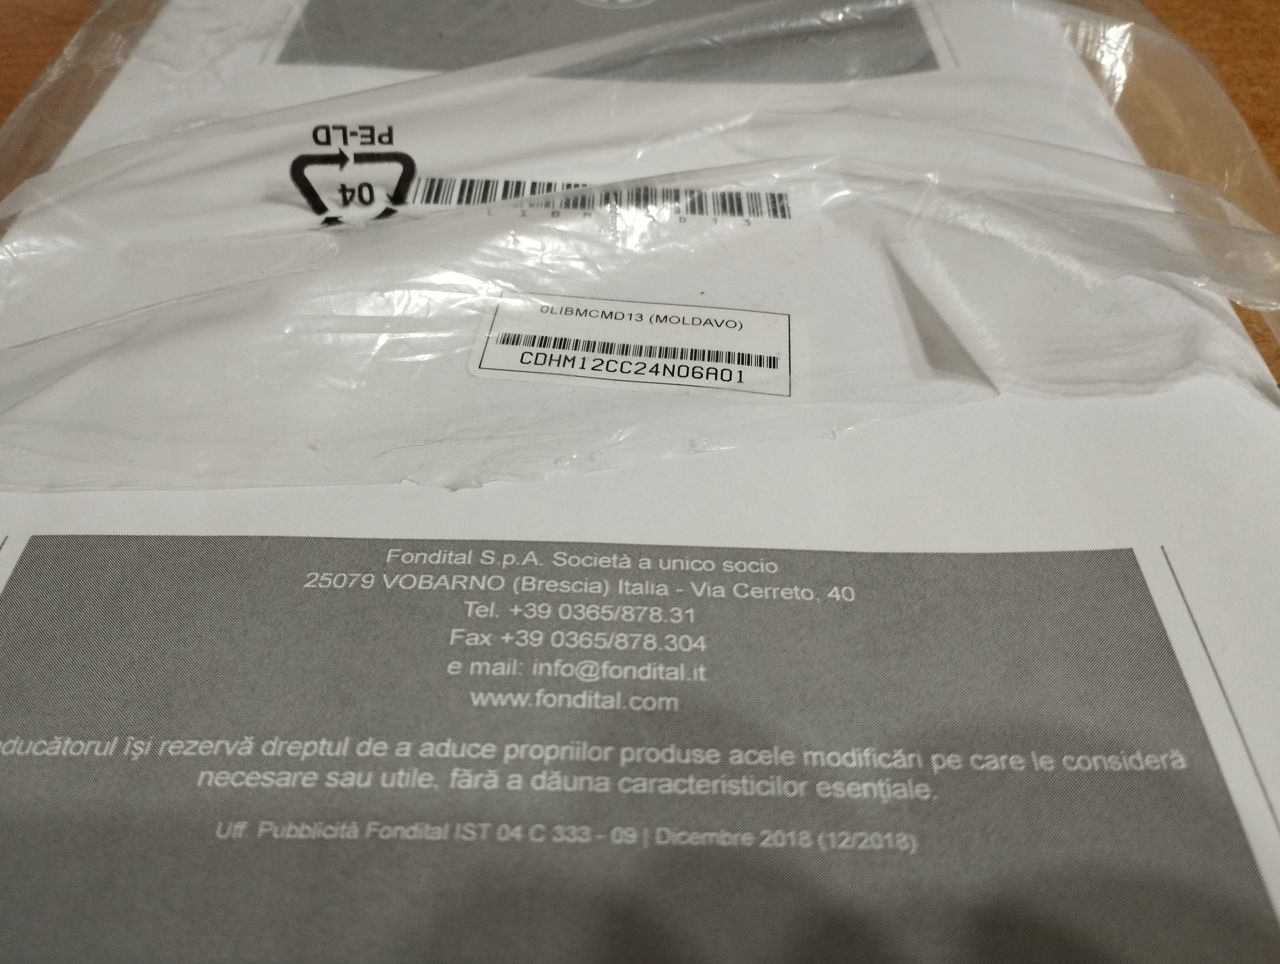 PE-LD
04
0LIBMCMD13 (MOLDAVO)
CDHM12CC24N06A01
Fondital S.p.A. Società a unico socio
25079 VOBARNO (Brescia) Italia - Via Cerreto, 40
Tel. +39 0365/878.31
Fax +39 0365/878.304
e mail: info@fondital.it
www.fondital.com
îşi rezervă dreptul de a aduce propriilor produse acele modificări pe care le consideră
necesare sau utile, fără a dăuna caracteristicilor esenţiale.
Uff. Pubblicità Fondital IST 04 C 333 - 09 | Dicembre 2018 (12/2018)